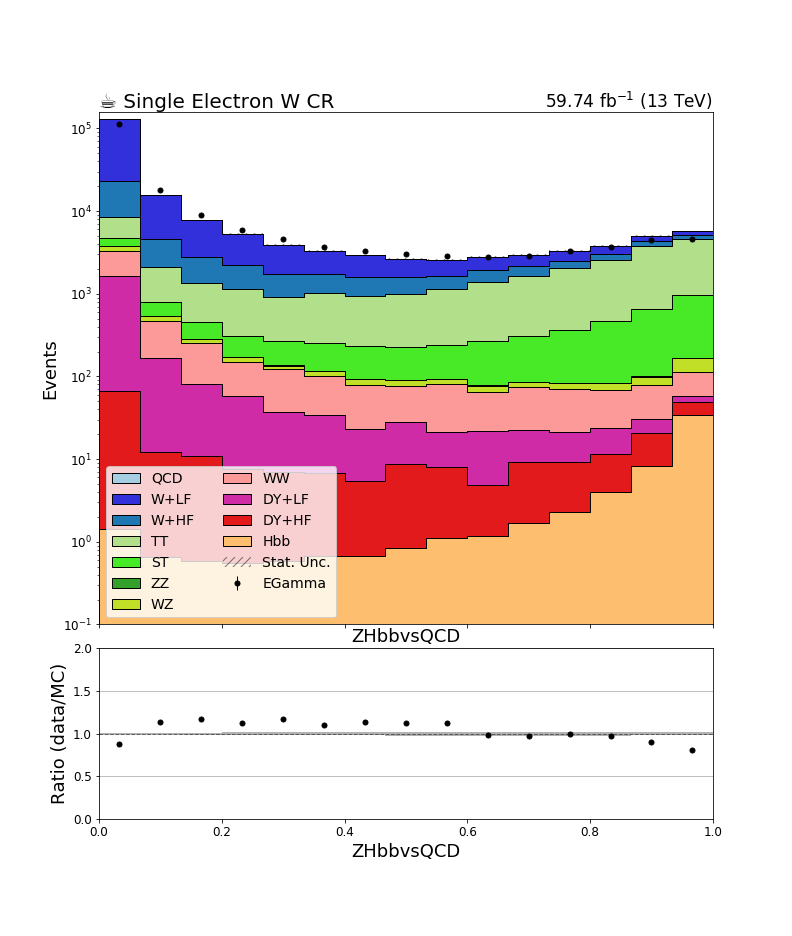 ☕ Single Electron W CR 59.74 fb⁻¹ (13 TeV)
Events
10⁵
10⁴
10³
10²
10¹
10⁰
10⁻¹
QCD WW
W+LF DY+LF
W+HF DY+HF
TT Hbb
ST Stat. Unc.
ZZ EGamma
WZ
ZHbbvsQCD
Ratio (data/MC)
2.0
1.5
1.0
0.5
0.0
0.0 0.2 0.4 0.6 0.8 1.0
ZHbbvsQCD